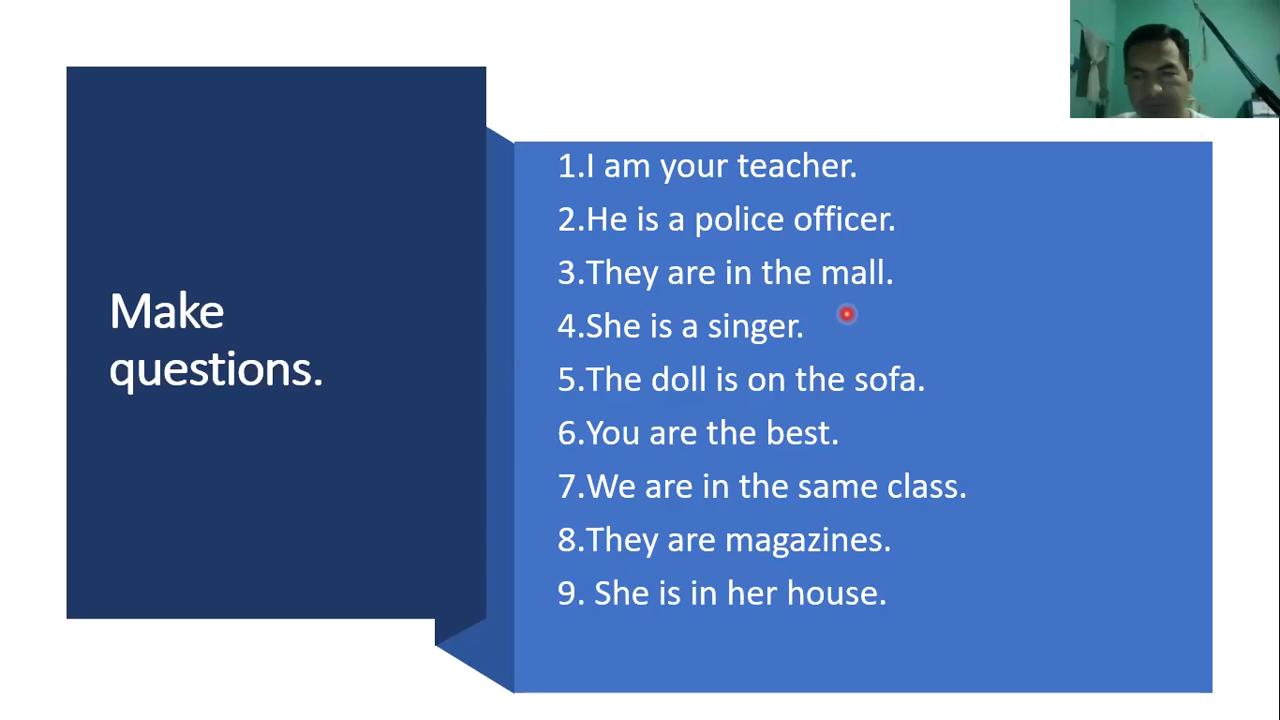 Make
questions.
1.I am your teacher.
2.He is a police officer.
3.They are in the mall.
4.She is a singer.
5.The doll is on the sofa.
6.You are the best.
7.We are in the same class.
8.They are magazines.
9. She is in her house.